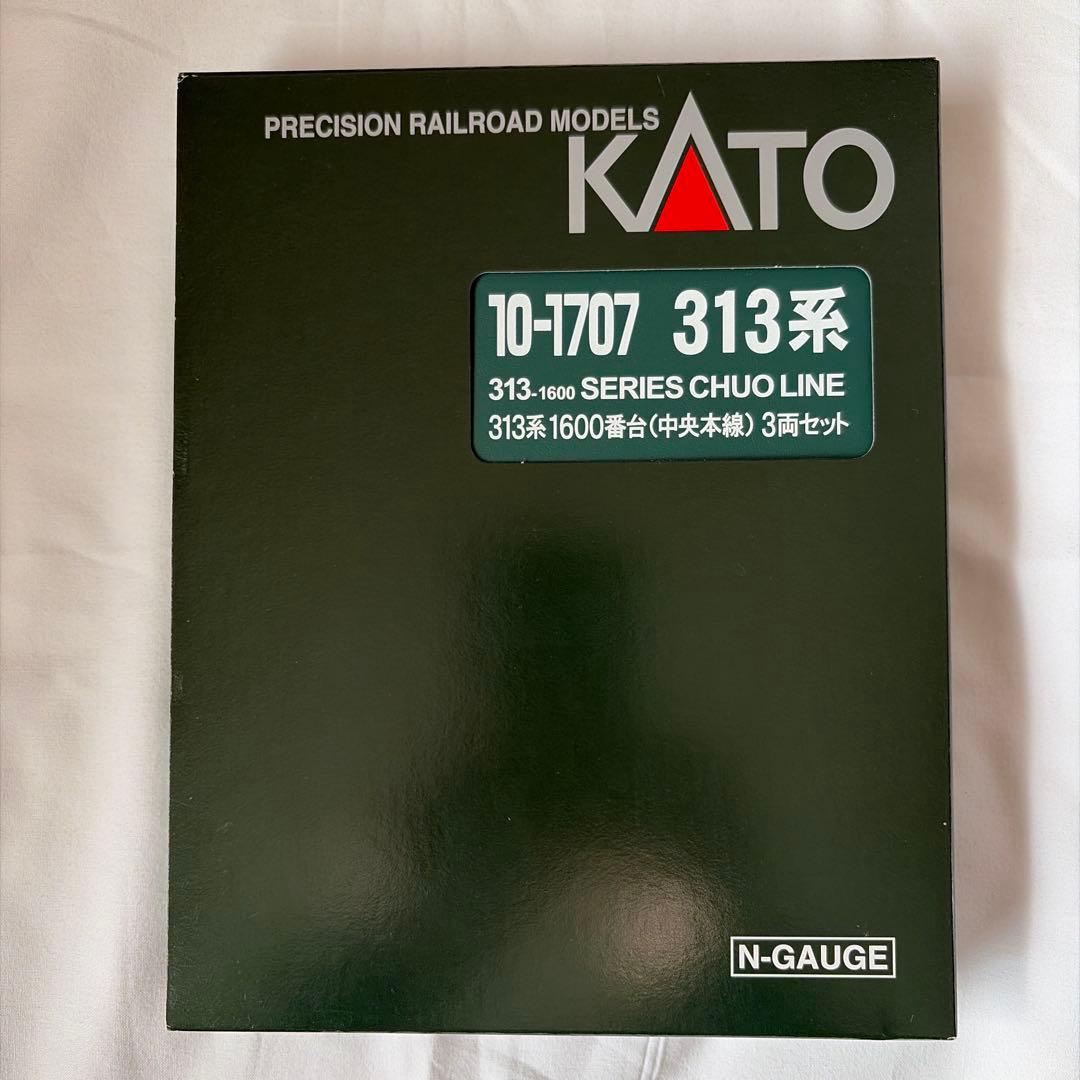 PRECISION RAILROAD MODELS
KATO
10-1707 313系
313-1600 SERIES CHUO LINE
313系1600番台(中央本線) 3両セット
N-GAUGE